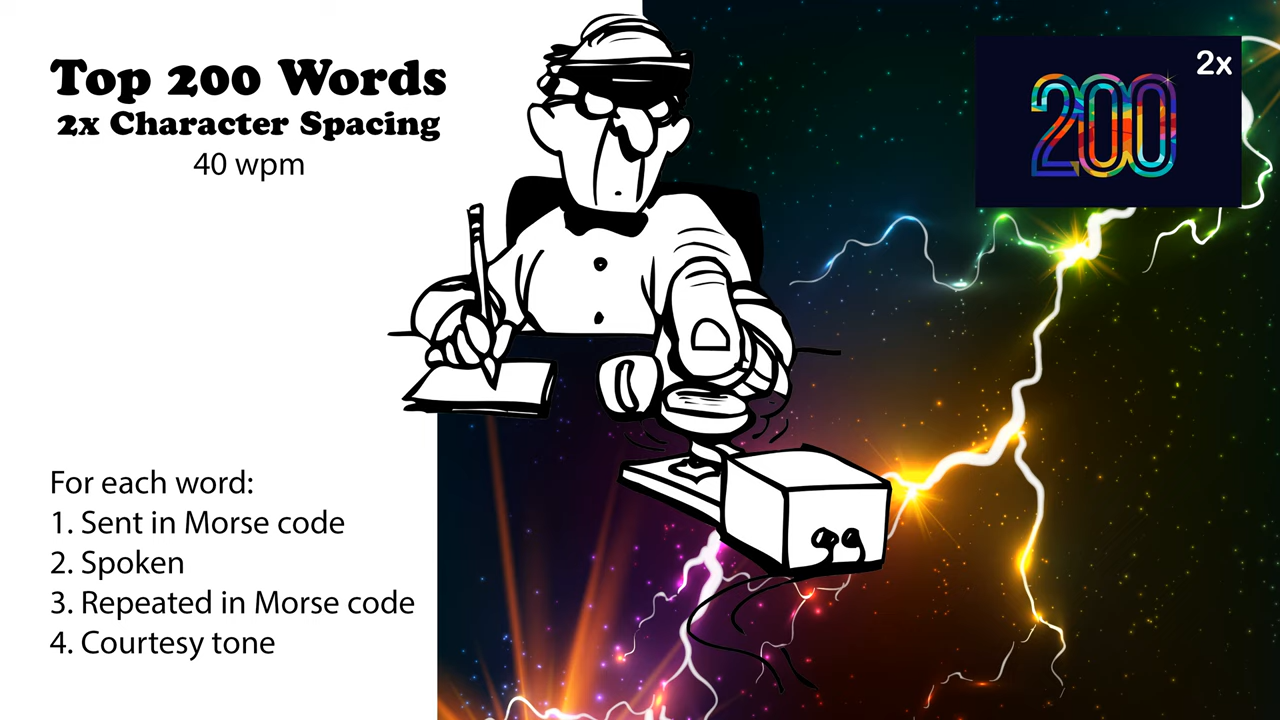 Top 200 Words
2x Character Spacing
40 wpm
2x
200
For each word:
1. Sent in Morse code
2. Spoken
3. Repeated in Morse code
4. Courtesy tone